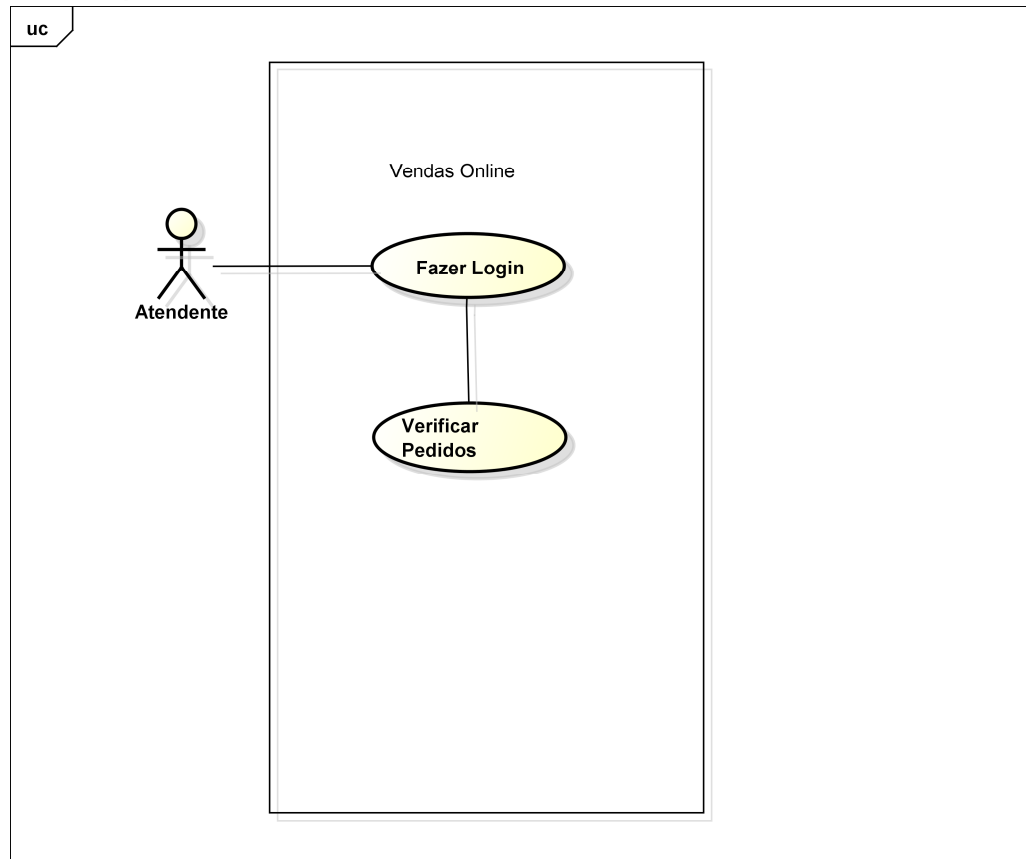 uc
Vendas Online
Fazer Login
Atendente
Verificar
Pedidos